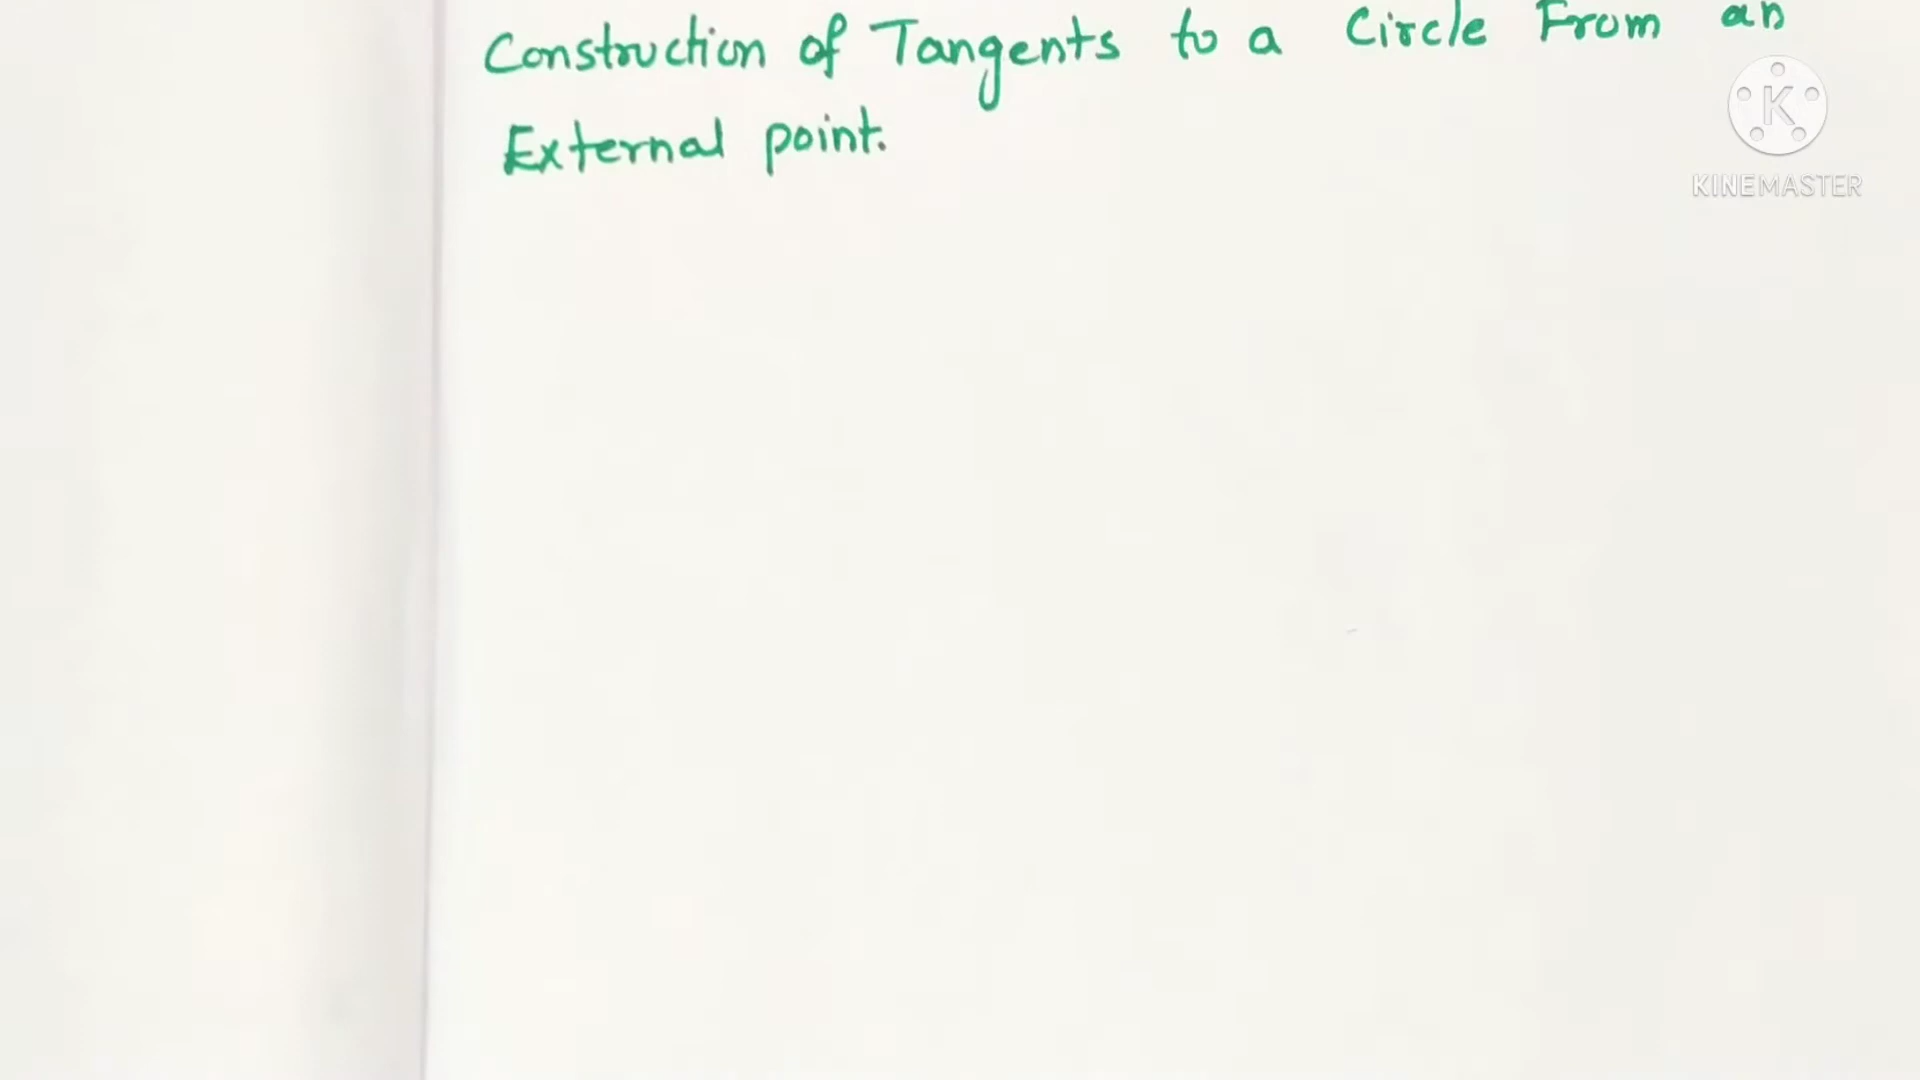 Construction of Tangents to a Circle From an
External point.
K
KINEMASTER